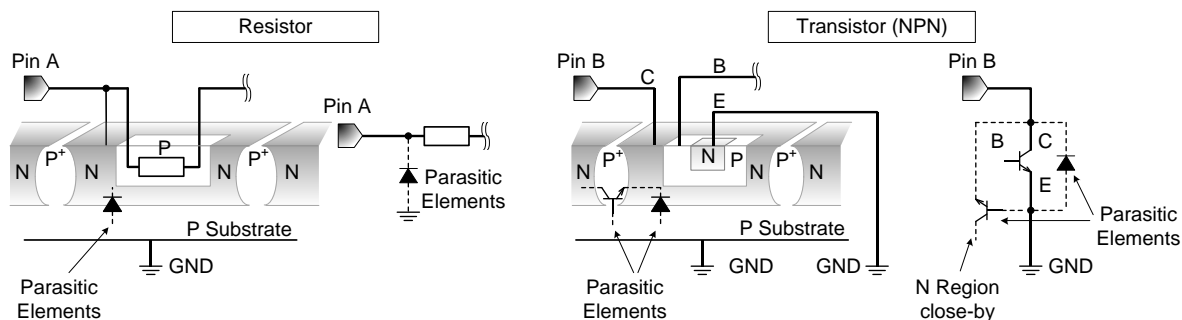 Resistor
Transistor (NPN)
Pin A
Pin B
B
Pin B
C
E
Pin A
B
C
P
N
P+
N
P+
N
N
Parasitic
Elements
N
P+
N
N
P
P+
N
N
E
P Substrate
P Substrate
Parasitic
Elements
GND
GND
GND
GND
Parasitic
Elements
Parasitic
Elements
N Region
close-by